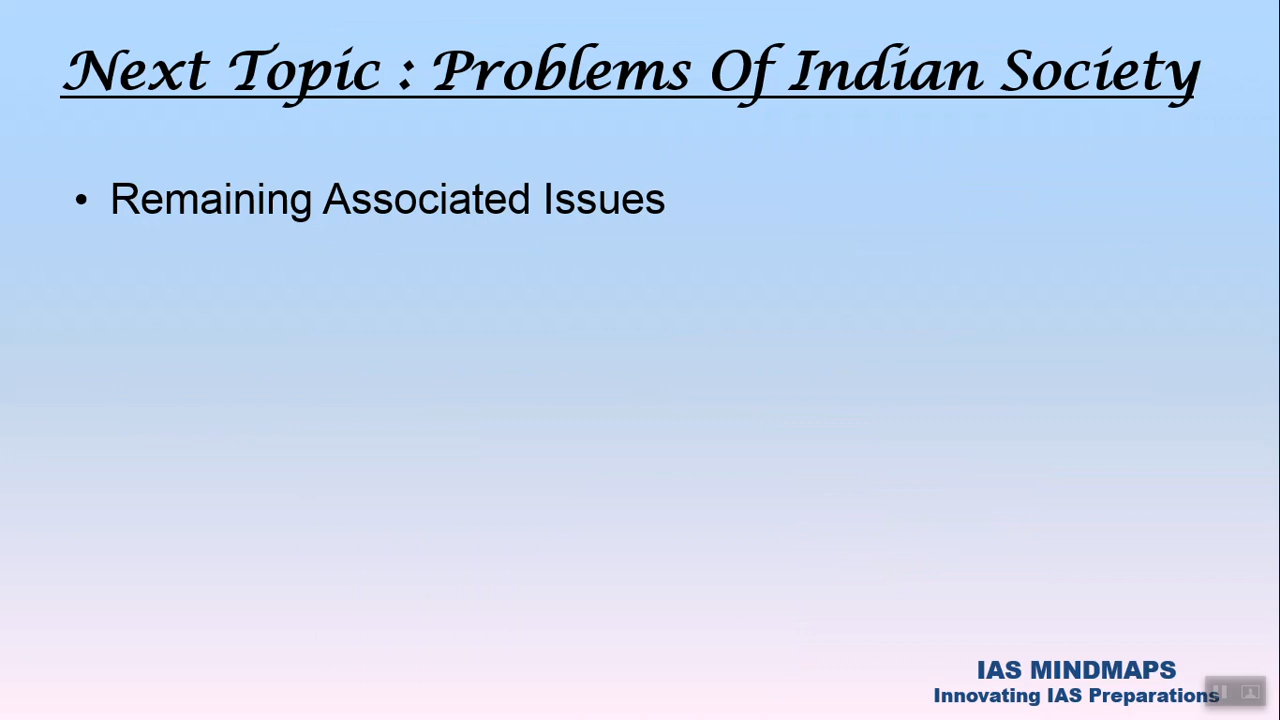 Next Topic : Problems Of Indian Society
• Remaining Associated Issues
IAS MINDMAPS
Innovating IAS Preparations